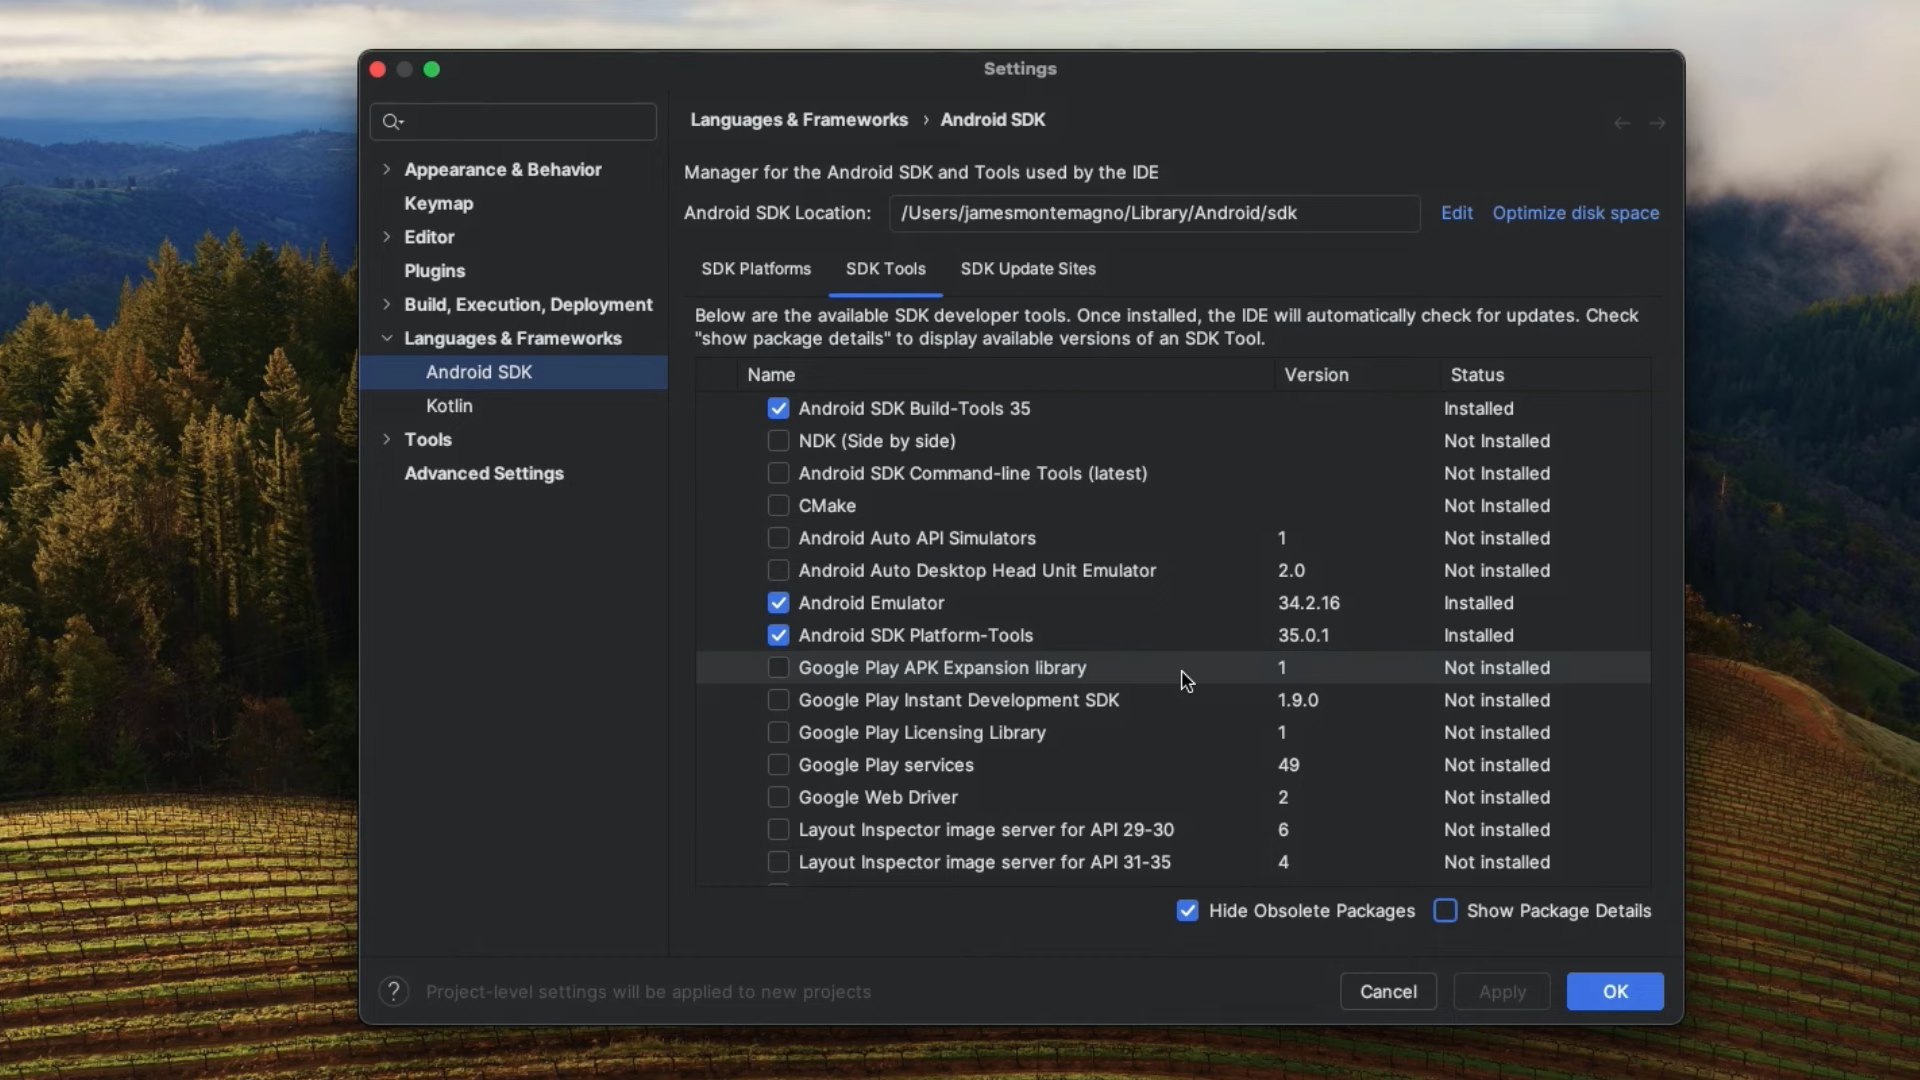 Settings
Appearance & Behavior
Keymap
Editor
Plugins
Build, Execution, Deployment
Languages & Frameworks
Android SDK
Kotlin
Tools
Advanced Settings
Languages & Frameworks › Android SDK
Manager for the Android SDK and Tools used by the IDE
Android SDK Location: /Users/jamesmontemagno/Library/Android/sdk Edit Optimize disk space
SDK Platforms SDK Tools SDK Update Sites
Below are the available SDK developer tools. Once installed, the IDE will automatically check for updates. Check
"show package details" to display available versions of an SDK Tool.
Name Version Status
Android SDK Build-Tools 35 Installed
NDK (Side by side) Not Installed
Android SDK Command-line Tools (latest) Not Installed
CMake Not Installed
Android Auto API Simulators 1 Not installed
Android Auto Desktop Head Unit Emulator 2.0 Not installed
Android Emulator 34.2.16 Installed
Android SDK Platform-Tools 35.0.1 Installed
Google Play APK Expansion library 1 Not installed
Google Play Instant Development SDK 1.9.0 Not installed
Google Play Licensing Library 1 Not installed
Google Play services 49 Not installed
Google Web Driver 2 Not installed
Layout Inspector image server for API 29-30 6 Not installed
Layout Inspector image server for API 31-35 4 Not installed
Hide Obsolete Packages Show Package Details
? Project-level settings will be applied to new projects
Cancel Apply OK